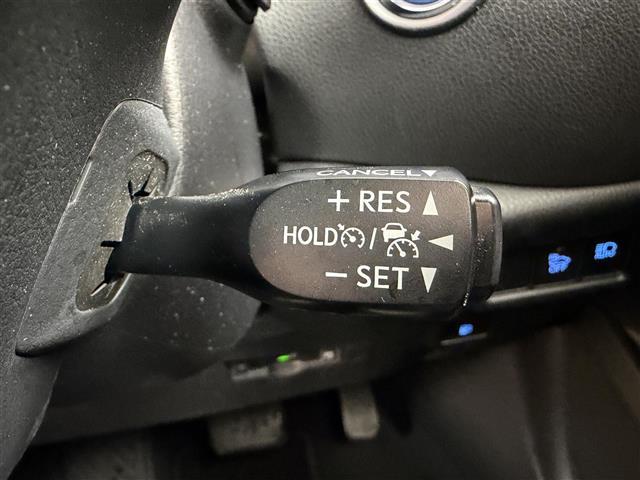 CANCEL▼
+ RES ▲
HOLD / ◄
− SET ▼